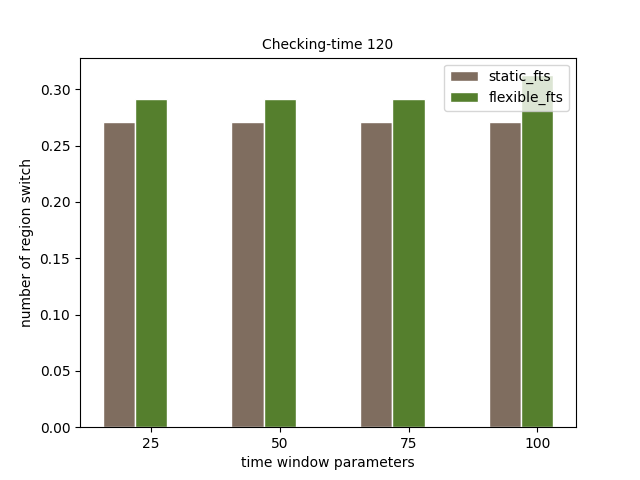 Checking-time 120
static_fts
flexible_fts
0.30
0.25
0.20
0.15
0.10
0.05
0.00
number of region switch
25 50 75 100
time window parameters